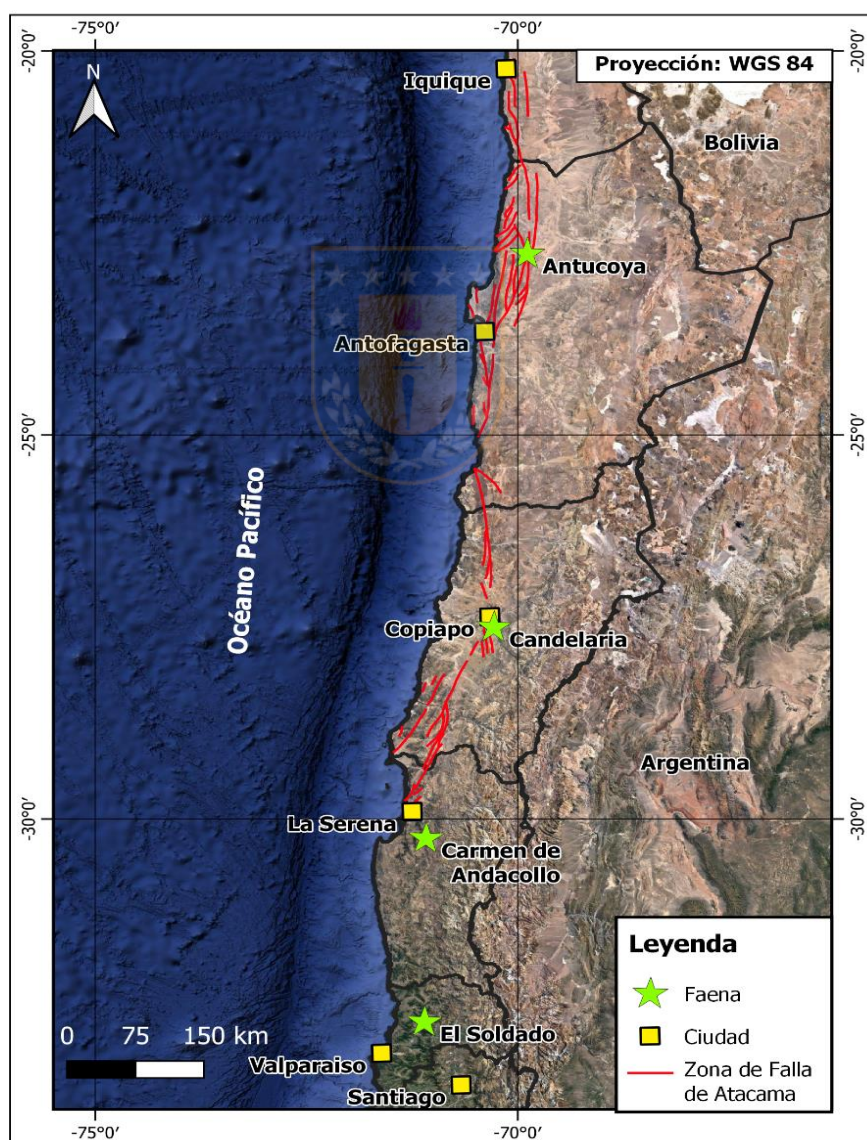 -75°0′
-70°0′
-20°0′
-20°0′
Proyección: WGS 84
N
Iquique
Bolivia
Antucoya
Antofagasta
-25°0′
-25°0′
Océano Pacífico
Copiapo
Candelaria
Argentina
-30°0′
-30°0′
La Serena
Carmen de
Andacollo
Leyenda
Faena
Ciudad
Zona de Falla
de Atacama
El Soldado
0 75 150 km
Valparaiso
Santiago
-75°0′
-70°0′